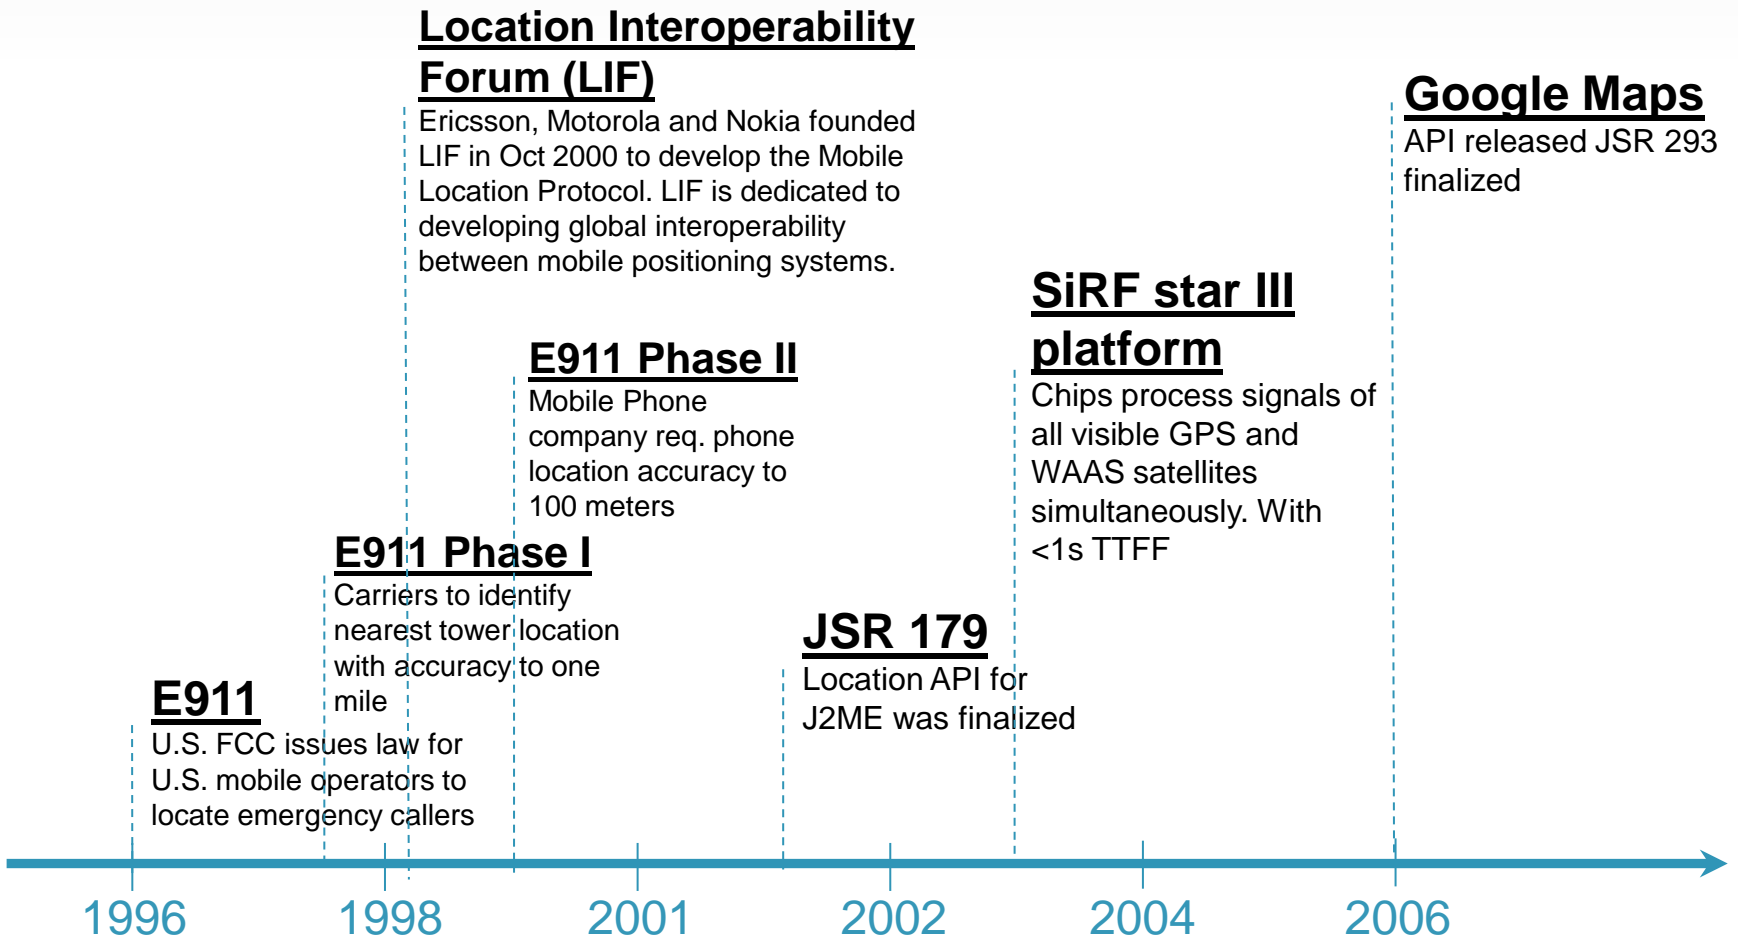 Location Interoperability
Forum (LIF)
Ericsson, Motorola and Nokia founded
LIF in Oct 2000 to develop the Mobile
Location Protocol. LIF is dedicated to
developing global interoperability
between mobile positioning systems.
Google Maps
API released JSR 293
finalized
SiRF star III
platform
Chips process signals of
all visible GPS and
WAAS satellites
simultaneously. With
<1s TTFF
E911 Phase II
Mobile Phone
company req. phone
location accuracy to
100 meters
E911 Phase I
Carriers to identify
nearest tower location
with accuracy to one
mile
JSR 179
Location API for
J2ME was finalized
E911
U.S. FCC issues law for
U.S. mobile operators to
locate emergency callers
1996 1998 2001 2002 2004 2006